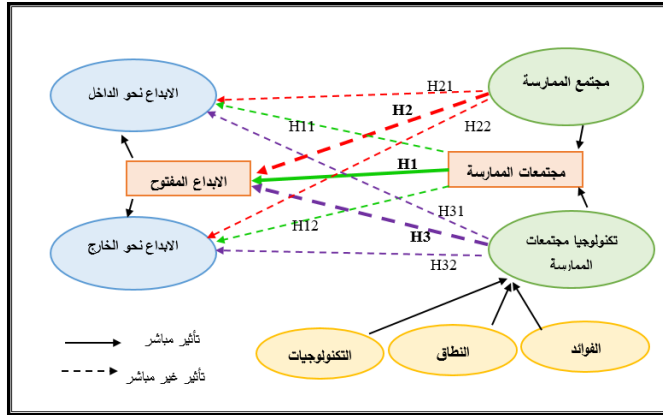 مجتمع الممارسة
H21
الابداع نحو الداخل
H2
H22
H11
مجتمعات الممارسة
H1
الابداع المفتوح
H31
H12
H3
تكنولوجيا مجتمعات
الممارسة
الابداع نحو الخارج
H32
تأثير مباشر
الفوائد
النطاق
التكنولوجيات
تأثير غير مباشر